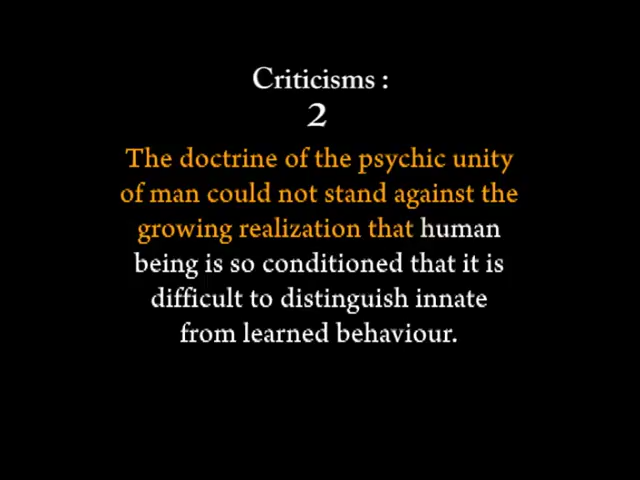 Criticisms :
2
The doctrine of the psychic unity
of man could not stand against the
growing realization that human
being is so conditioned that it is
difficult to distinguish innate
from learned behaviour.